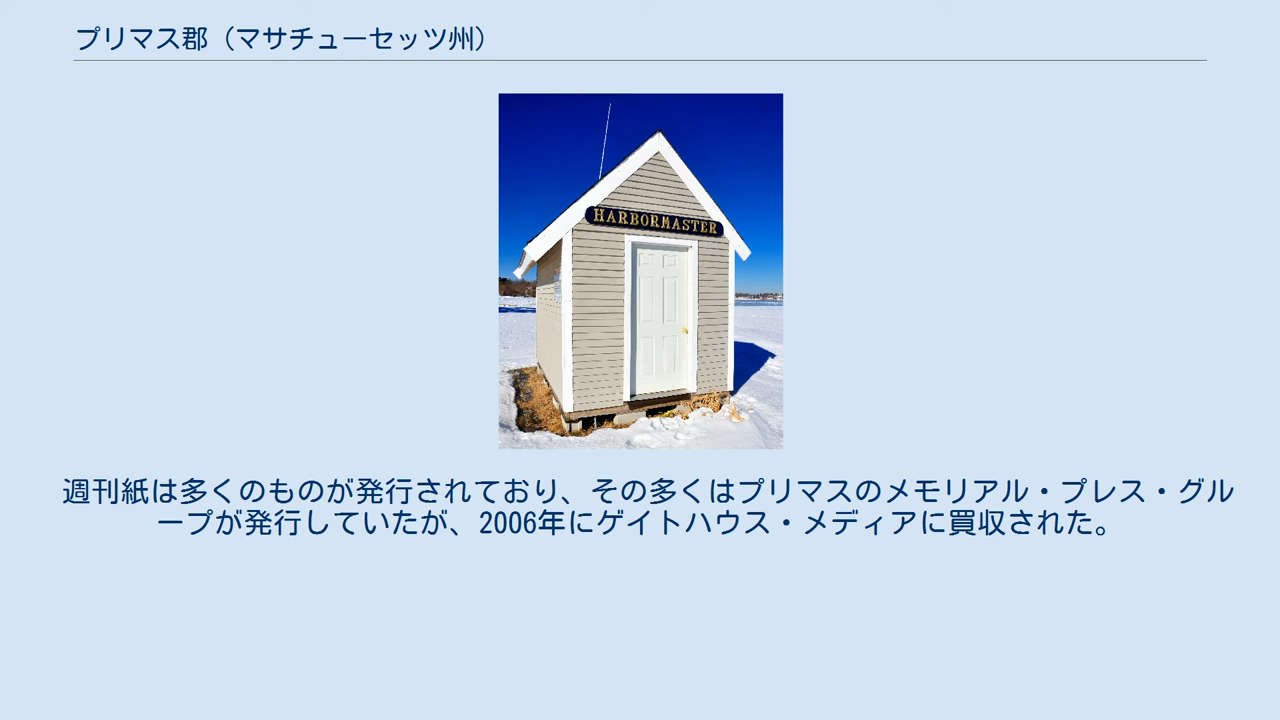 プリマス郡（マサチューセッツ州）
HARBORMASTER
週刊紙は多くのものが発行されており、その多くはプリマスのメモリアル・プレス・グル
ープが発行していたが、2006年にゲイトハウス・メディアに買収された。